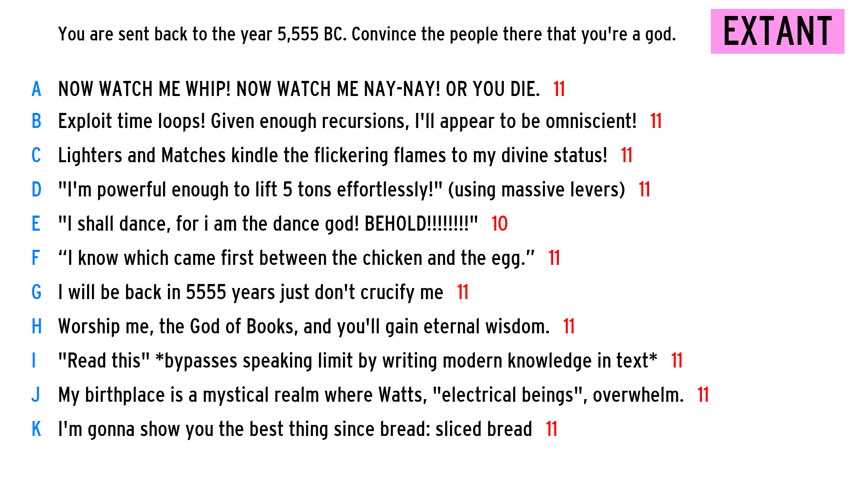 You are sent back to the year 5,555 BC. Convince the people there that you're a god.
EXTANT
A NOW WATCH ME WHIP! NOW WATCH ME NAY-NAY! OR YOU DIE. 11
B Exploit time loops! Given enough recursions, I'll appear to be omniscient! 11
C Lighters and Matches kindle the flickering flames to my divine status! 11
D "I'm powerful enough to lift 5 tons effortlessly!" (using massive levers) 11
E "I shall dance, for i am the dance god! BEHOLD!!!!!!!!" 10
F “I know which came first between the chicken and the egg.” 11
G I will be back in 5555 years just don't crucify me 11
H Worship me, the God of Books, and you'll gain eternal wisdom. 11
I "Read this" *bypasses speaking limit by writing modern knowledge in text* 11
J My birthplace is a mystical realm where Watts, "electrical beings", overwhelm. 11
K I'm gonna show you the best thing since bread: sliced bread 11